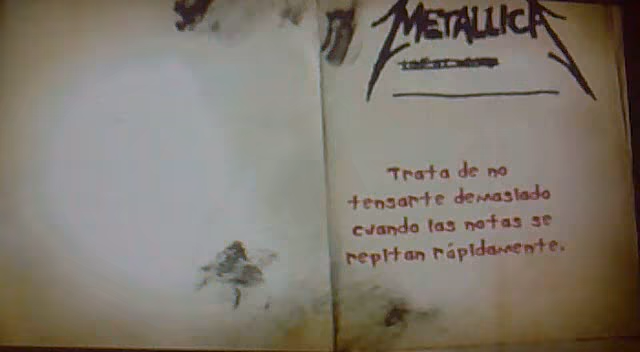 METALLICA
Trata de no
tensarte demasiado
cuando las notas se
repitan rápidamente.